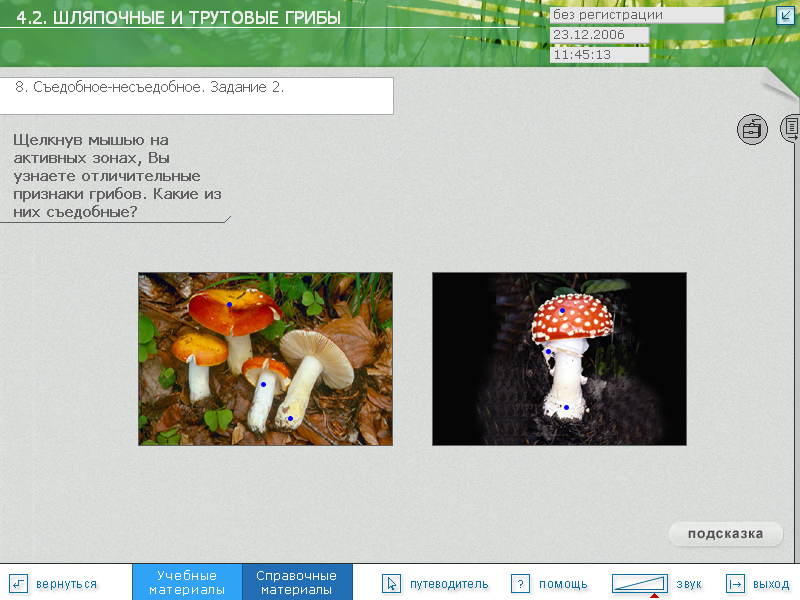 4.2. ШЛЯПОЧНЫЕ И ТРУТОВЫЕ ГРИБЫ
без регистрации
23.12.2006
11:45:13
8. Съедобное-несъедобное. Задание 2.
Щелкнув мышью на
активных зонах, Вы
узнаете отличительные
признаки грибов. Какие из
них съедобные?
подсказка
вернуться
Учебные
материалы
Справочные
материалы
путеводитель
? помощь
звук
выход